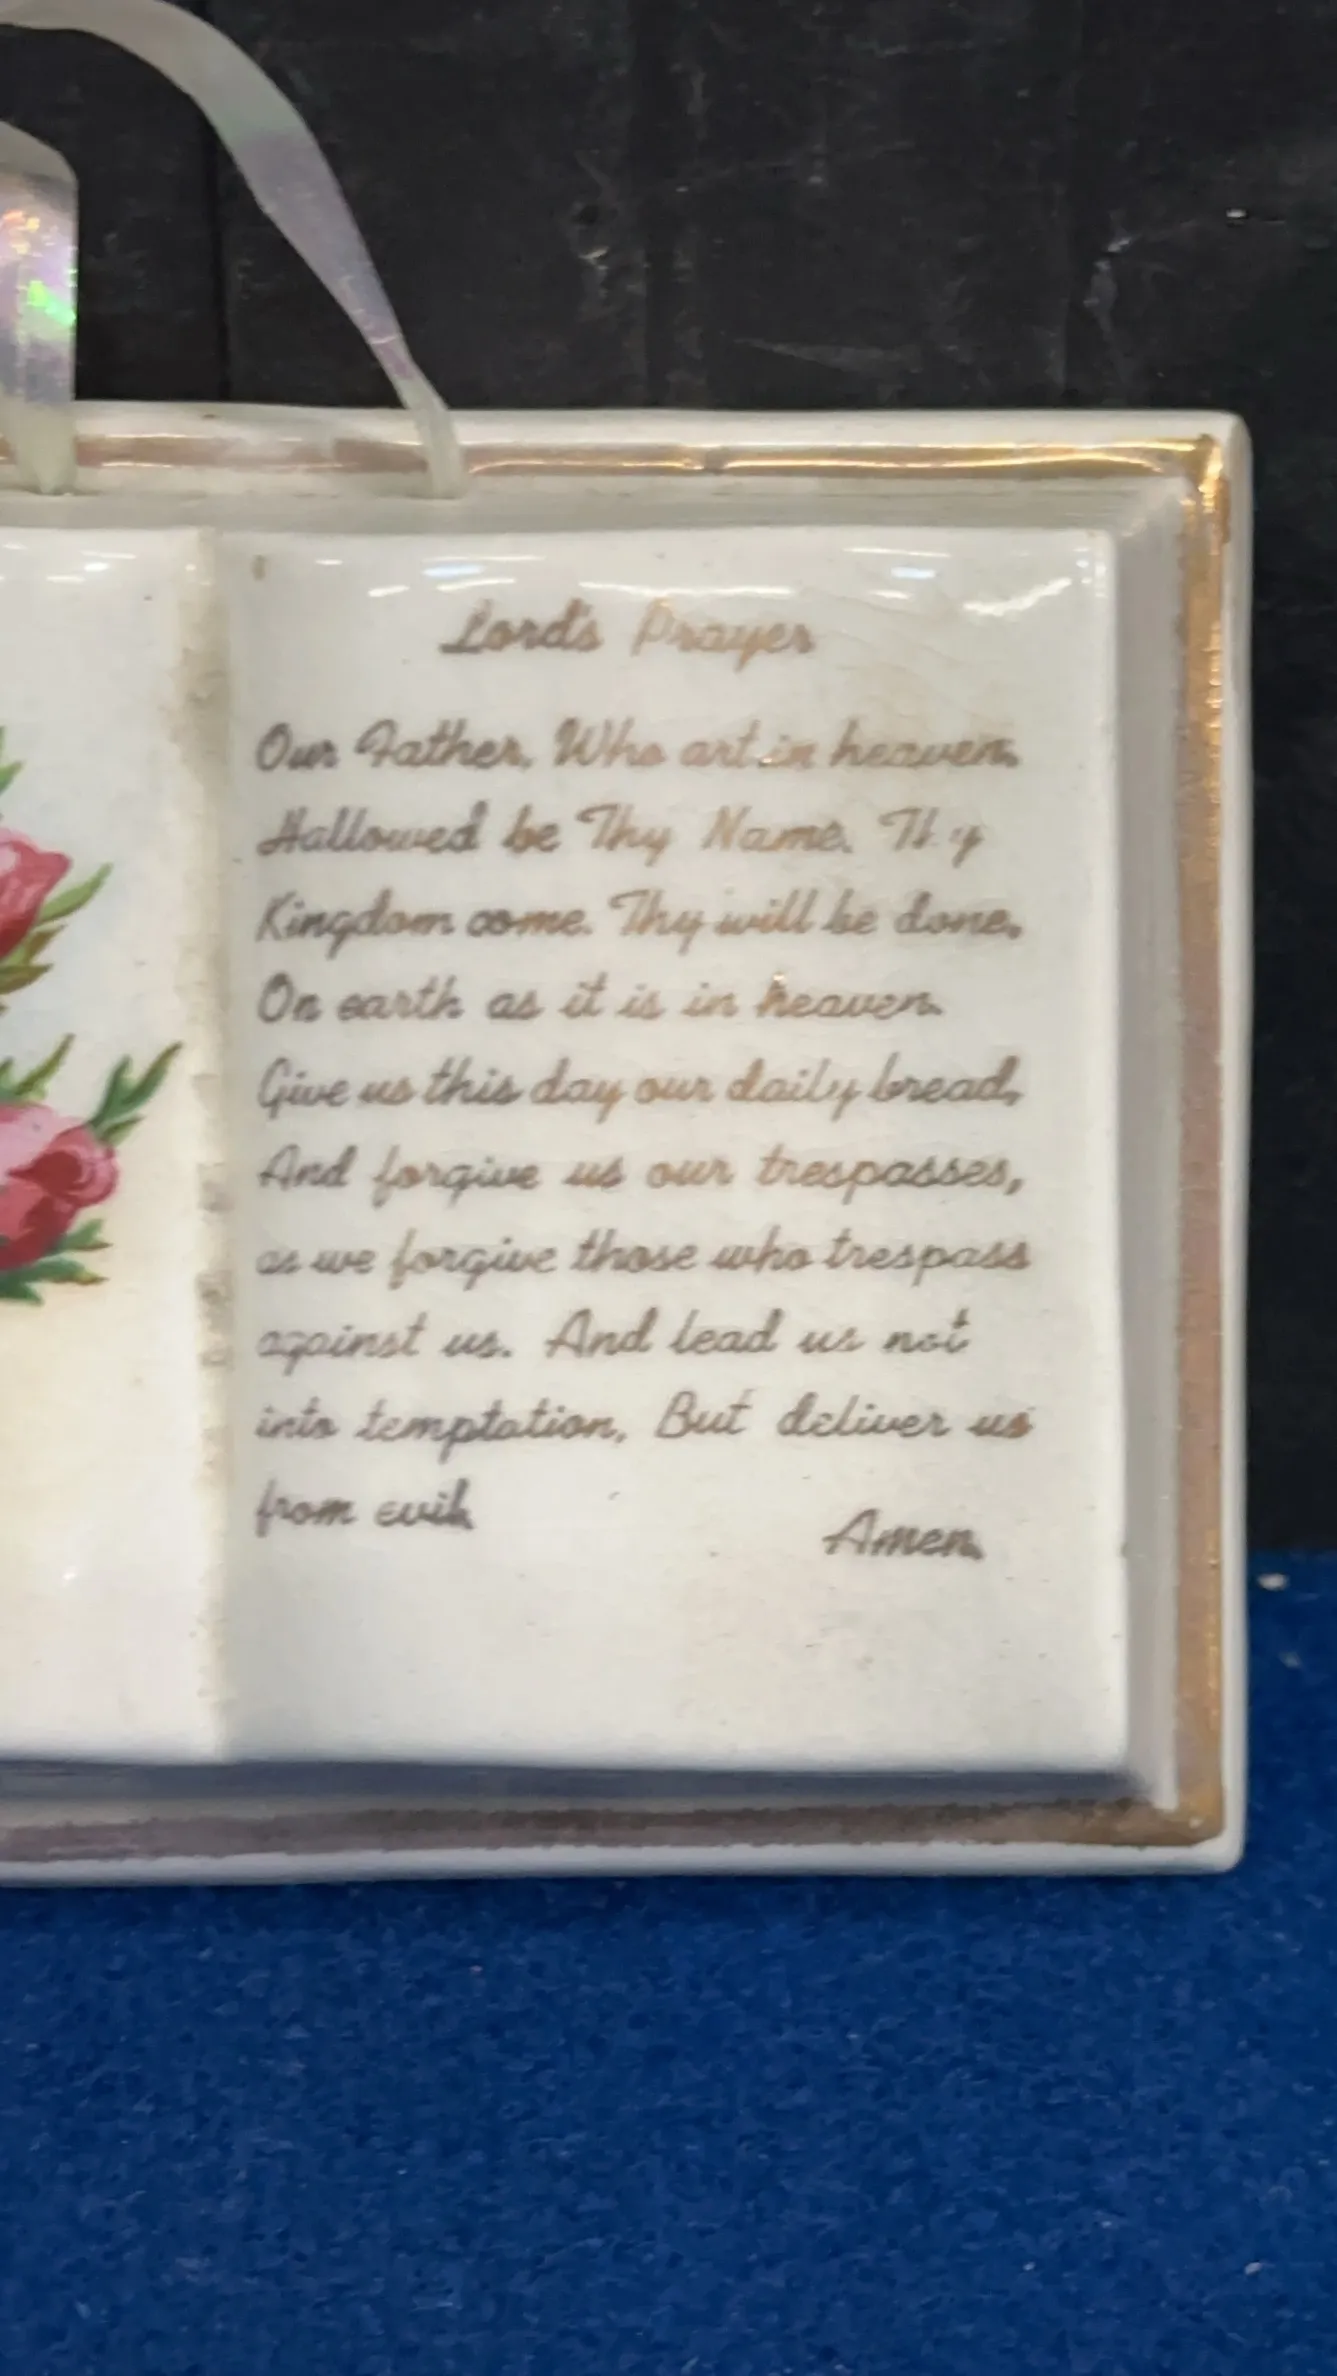 Lord's Prayer
Our Father, Who art in heaven,
Hallowed be Thy Name. Thy
Kingdom come. Thy will be done,
On earth as it is in heaven.
Give us this day our daily bread,
And forgive us our trespasses,
as we forgive those who trespass
against us. And lead us not
into temptation, But deliver us
from evil.
Amen.